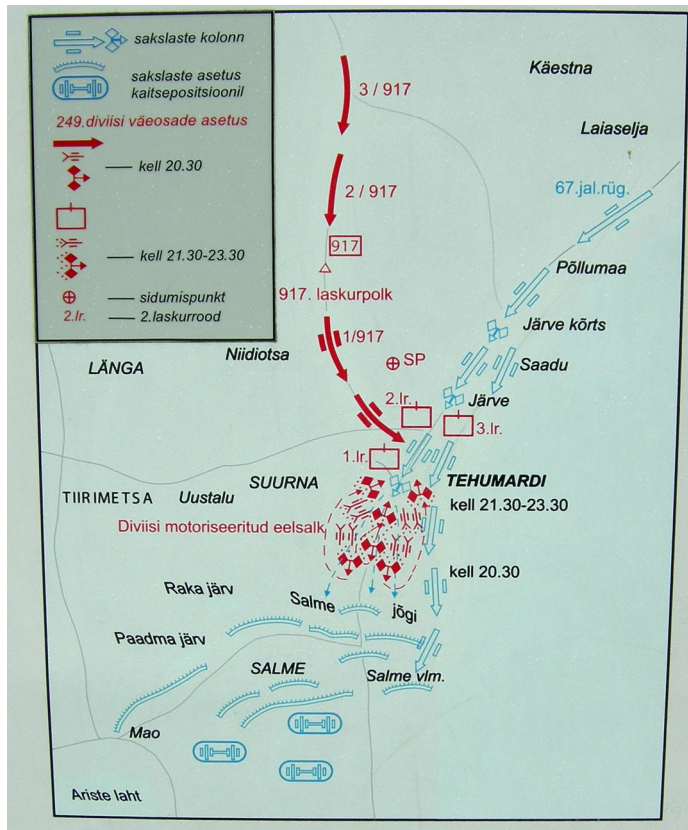 sakslaste kolonn
sakslaste asetus
kaitsepositsioonil
249.diviisi väeosade asetus
kell 20.30
kell 21.30-23.30
sidumispunkt
2.lr.
2.laskurrood
3 / 917
Käestna
Laiaselja
2 / 917
67.jal.rüg.
917
Põllumaa
917. laskurpolk
1/917
Järve kõrts
Niidiotsa
SP
Saadu
LÄNGA
2.lr.
Järve
3.lr.
1.lr.
SUURNA
TEHUMARDI
TIIRIMETSA
Uustalu
kell 21.30-23.30
Diviisi motoriseeritud eelsalk
kell 20.30
Raka järv
Salme
jõgi
Paadma järv
SALME
Salme vlm.
Mao
Ariste laht